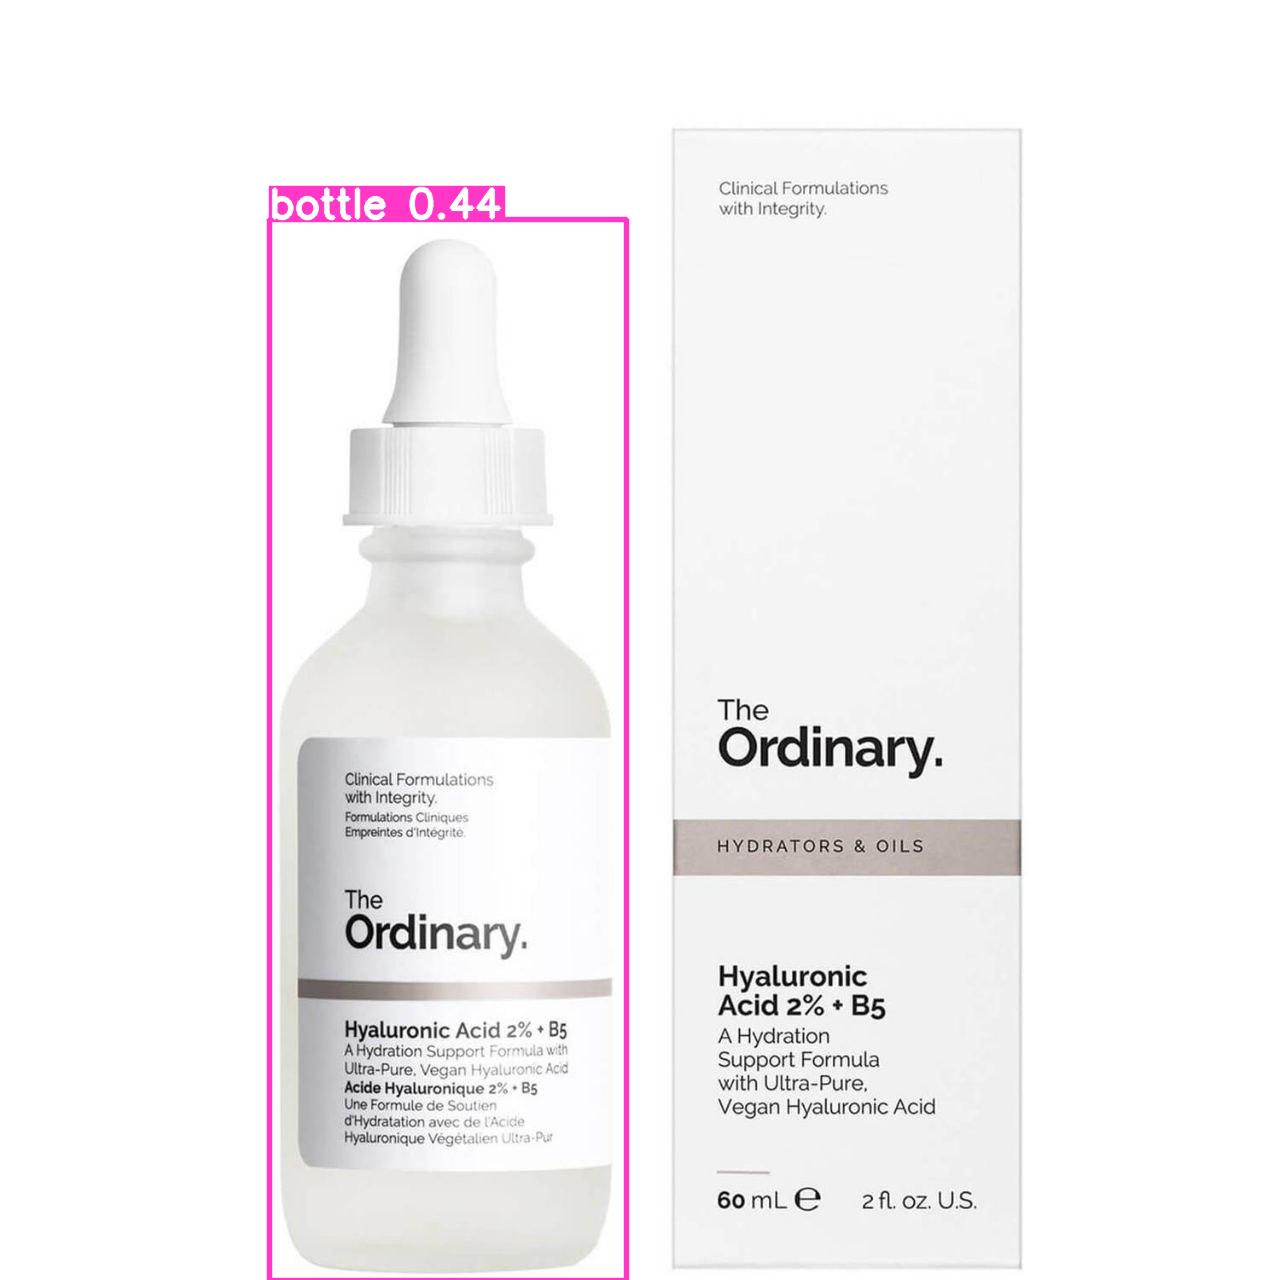 bottle 0.44
Clinical Formulations
with Integrity.
Formulations Cliniques
Empreintes d'Intégrité.
The
Ordinary.
Hyaluronic Acid 2% + B5
A Hydration Support Formula with
Ultra-Pure, Vegan Hyaluronic Acid
Acide Hyaluronique 2% + B5
Une Formule de Soutien
d'Hydratation avec de l'Acide
Hyaluronique Végétalien Ultra-Pur
Clinical Formulations
with Integrity.
The
Ordinary.
HYDRATORS & OILS
Hyaluronic
Acid 2% + B5
A Hydration
Support Formula
with Ultra-Pure,
Vegan Hyaluronic Acid
60 mL ℮ 2 fl. oz. U.S.